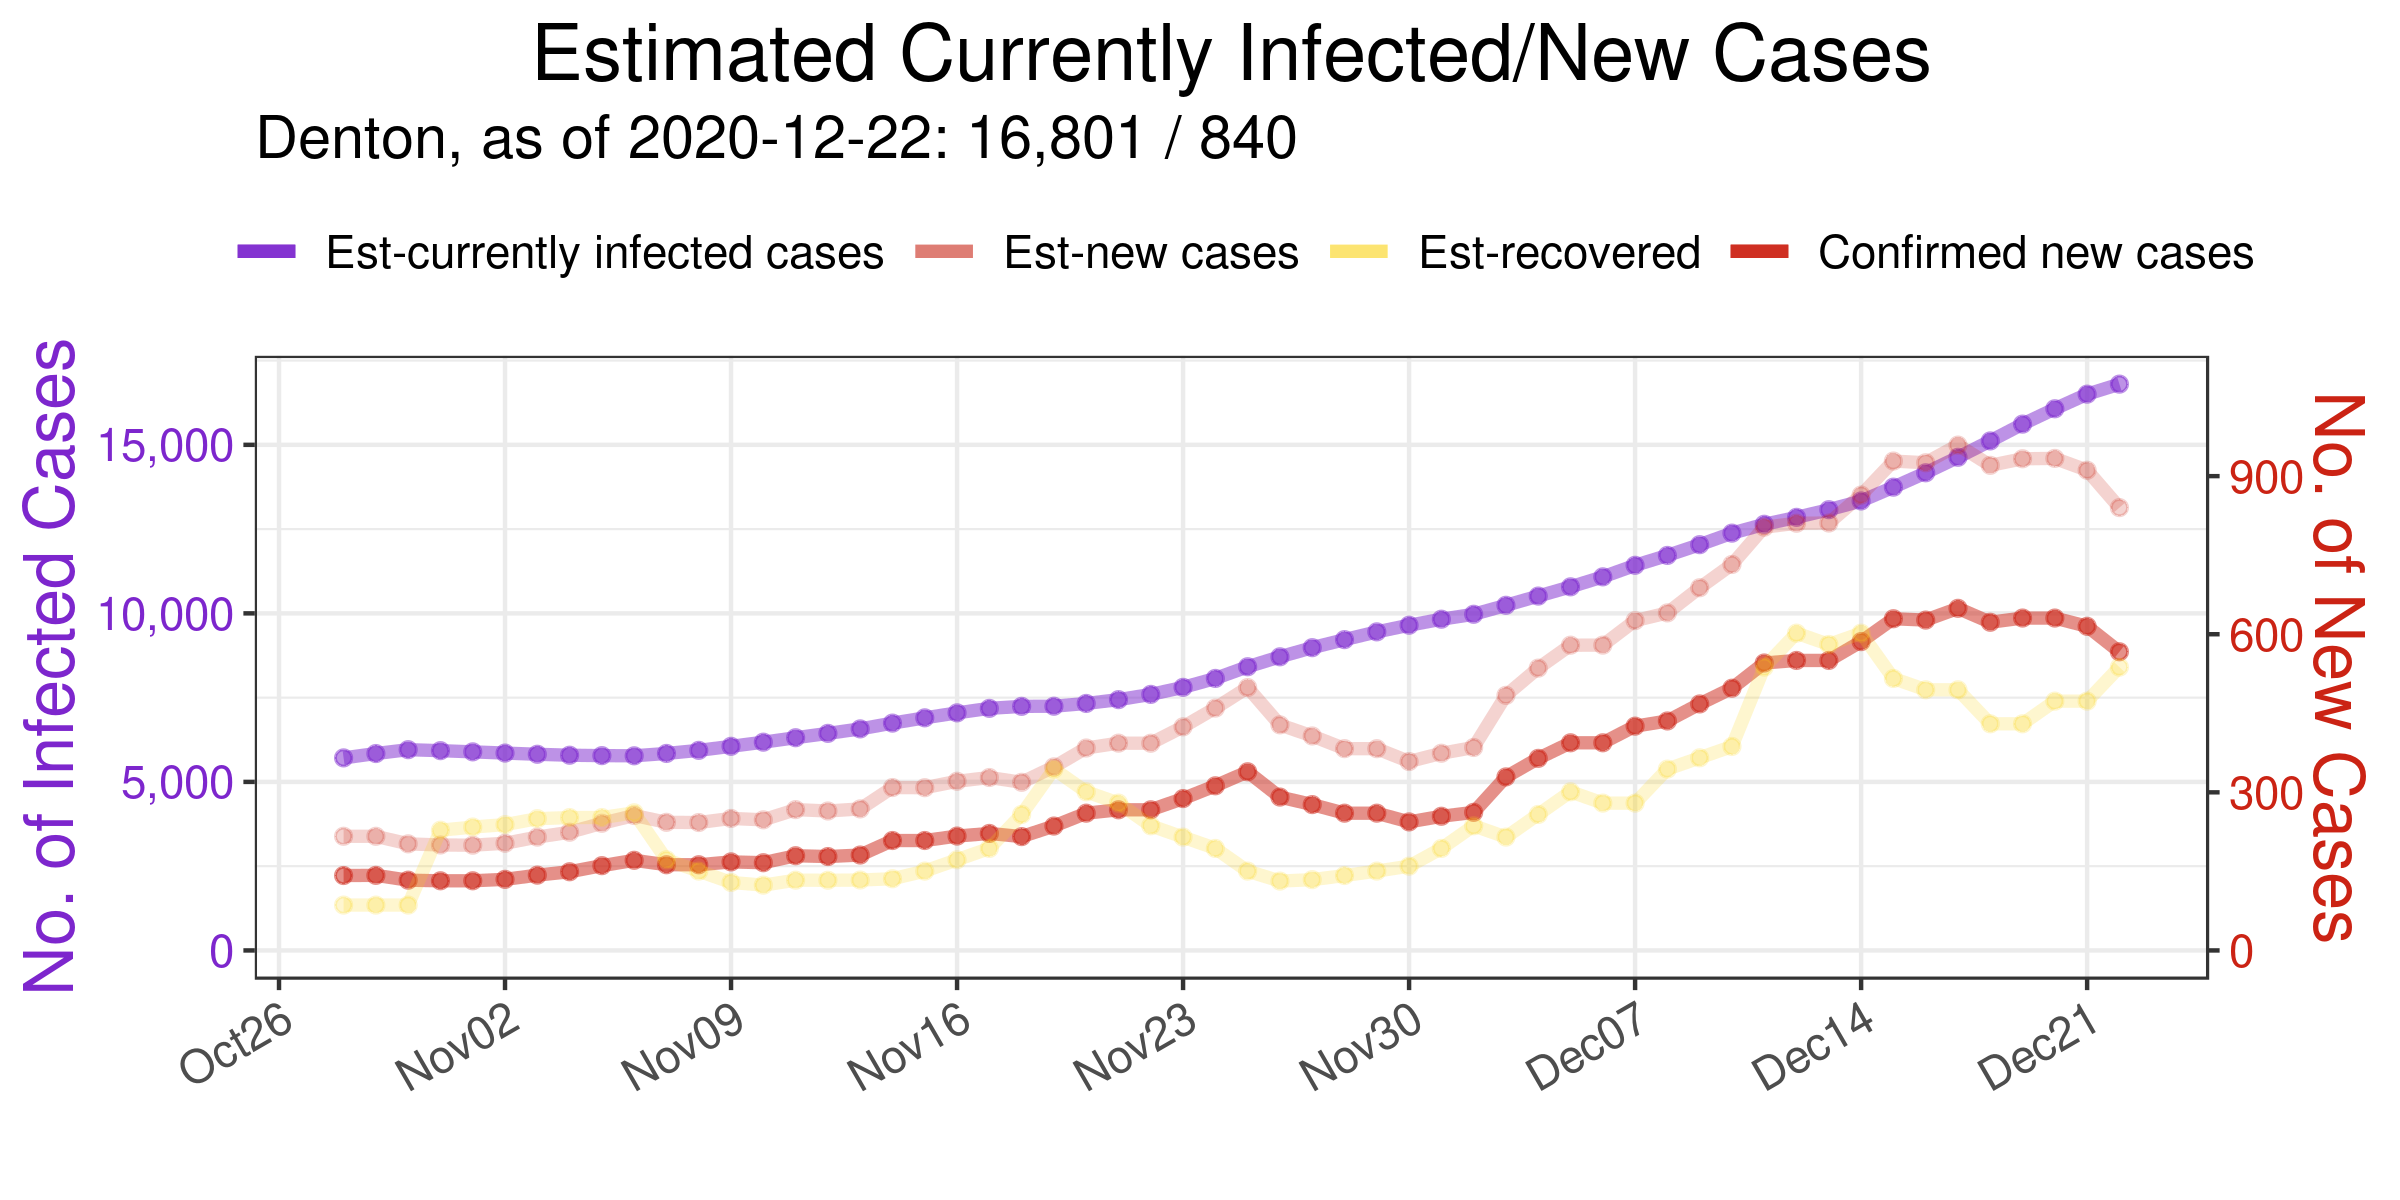 Estimated Currently Infected/New Cases
Denton, as of 2020-12-22: 16,801 / 840
Est-currently infected cases Est-new cases Est-recovered Confirmed new cases
No. of Infected Cases
15,000
10,000
5,000
0
900
600
300
0
No. of New Cases
Oct26 Nov02 Nov09 Nov16 Nov23 Nov30 Dec07 Dec14 Dec21